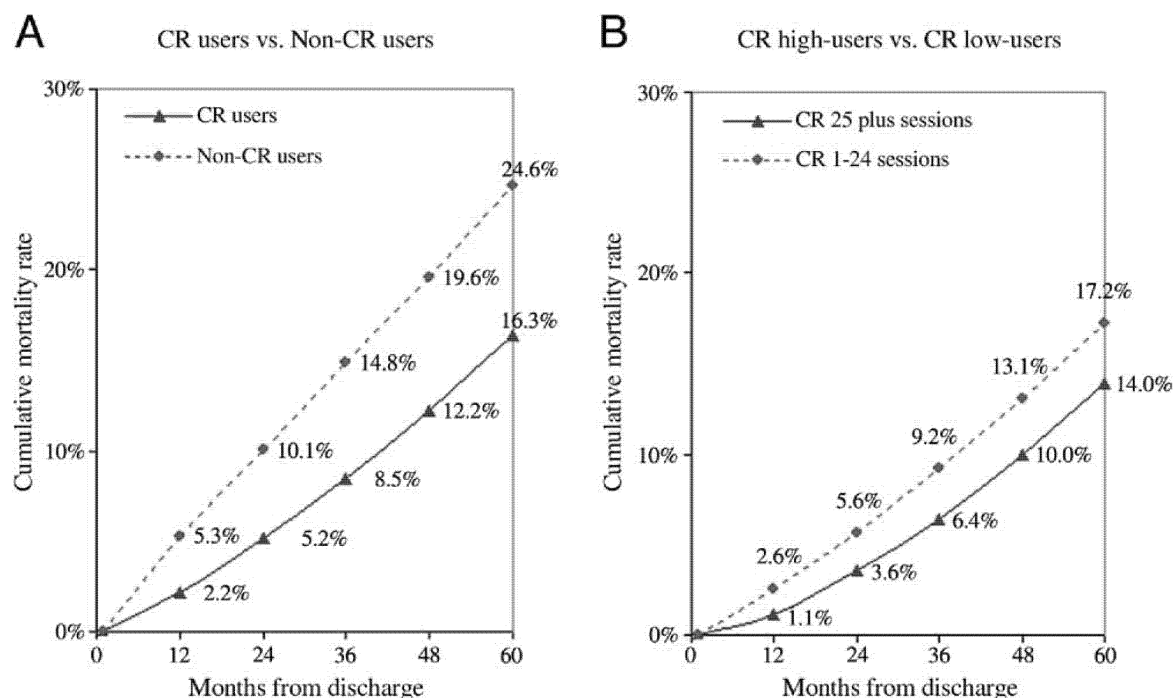 A
CR users vs. Non-CR users
30%
20%
10%
0%
Cumulative mortality rate
CR users
Non-CR users
24.6%
19.6%
16.3%
14.8%
12.2%
10.1%
8.5%
5.3%
5.2%
2.2%
0 12 24 36 48 60
Months from discharge
B
CR high-users vs. CR low-users
30%
20%
10%
0%
Cumulative mortality rate
CR 25 plus sessions
CR 1-24 sessions
17.2%
13.1%
14.0%
9.2%
10.0%
5.6%
6.4%
2.6%
3.6%
1.1%
0 12 24 36 48 60
Months from discharge